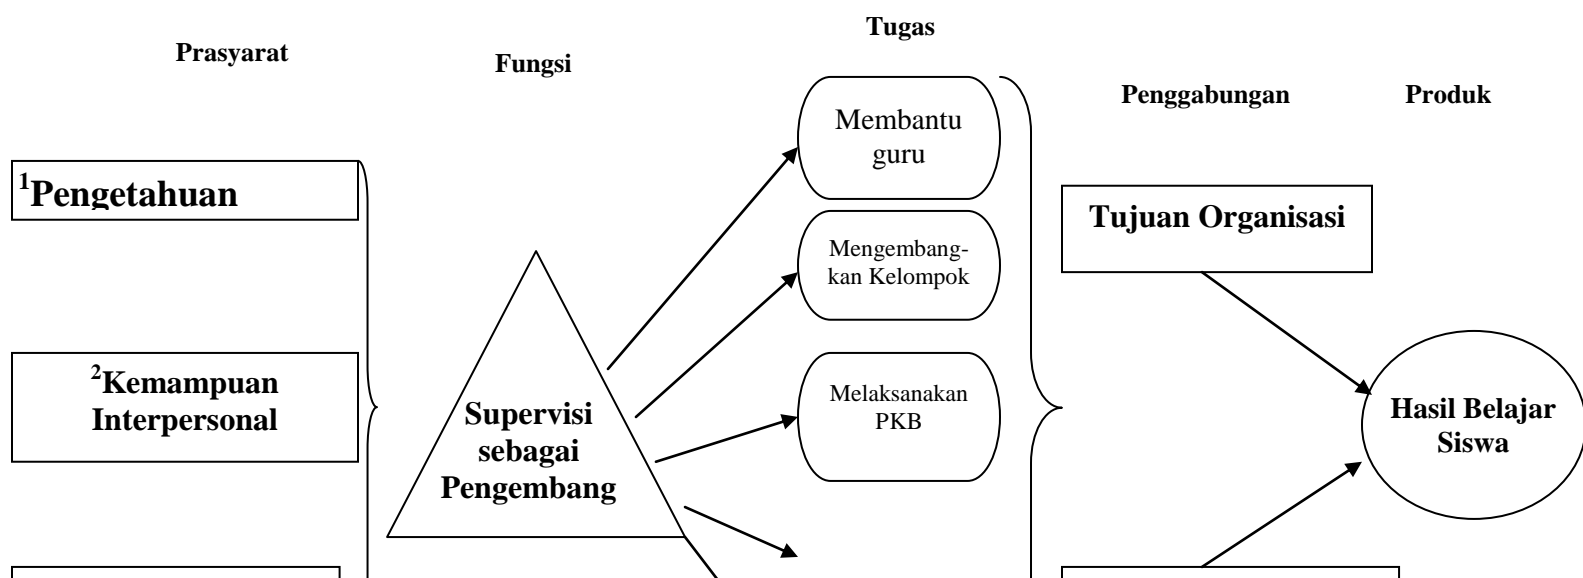 Prasyarat
Fungsi
Tugas
Penggabungan
Produk
¹Pengetahuan
²Kemampuan
Interpersonal
Supervisi
sebagai
Pengembang
Membantu
guru
Mengembang-
kan Kelompok
Melaksanakan
PKB
Tujuan Organisasi
Hasil Belajar
Siswa